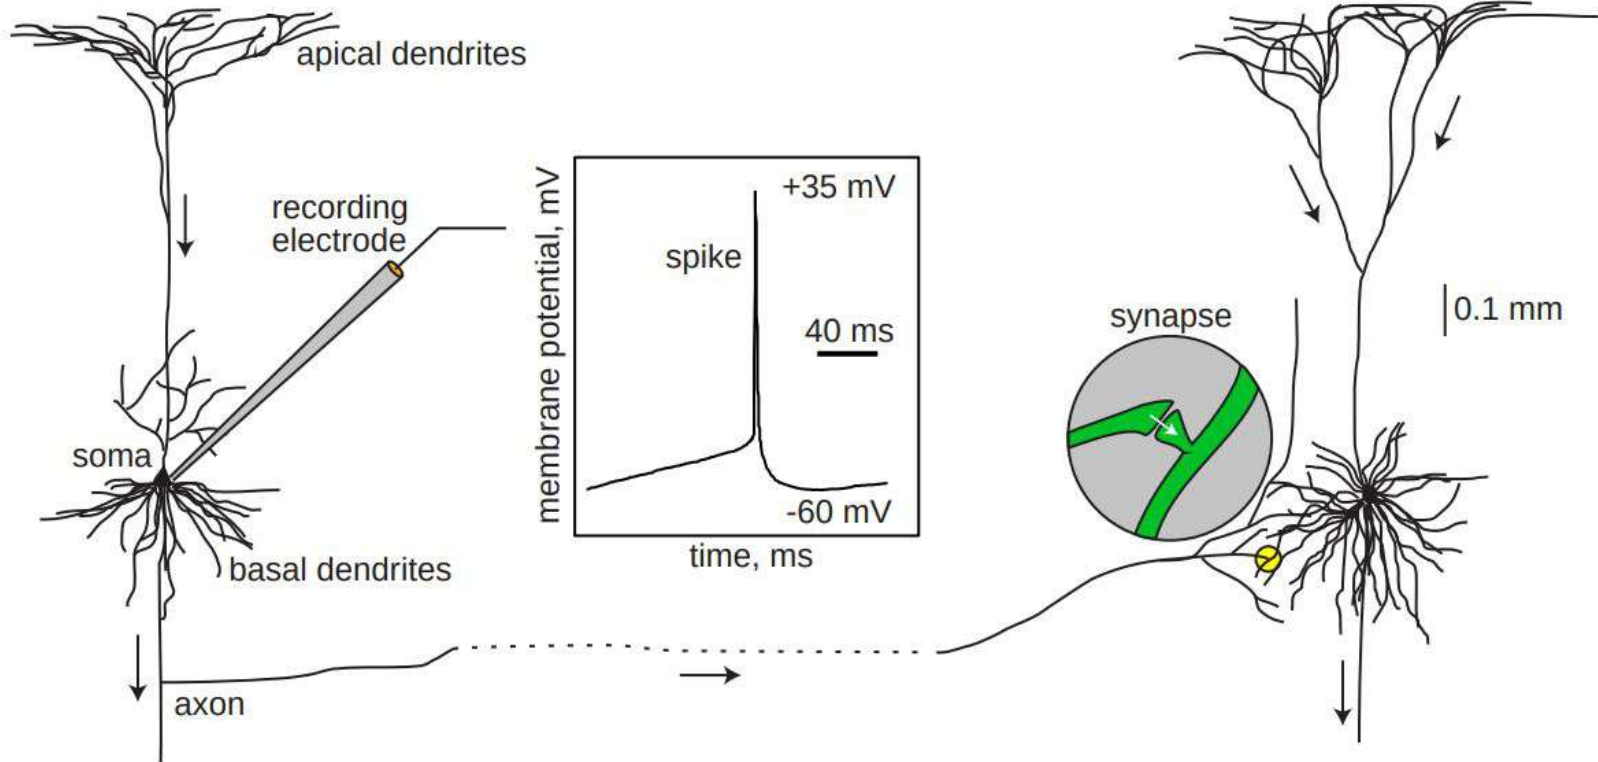 apical dendrites
recording
electrode
soma
basal dendrites
axon
membrane potential, mV
+35 mV
spike
40 ms
-60 mV
time, ms
synapse
0.1 mm